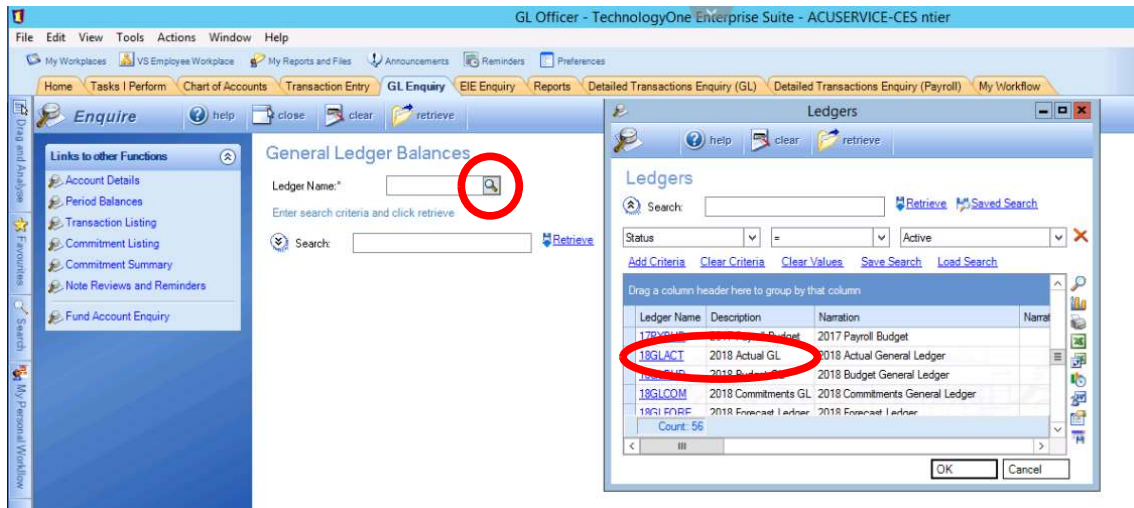 GL Officer - TechnologyOne Enterprise Suite - ACUSERVICE-CES ntier
File Edit View Tools Actions Window Help
My Workplaces VS Employee Workplace My Reports and Files Announcements Reminders Preferences
Home Tasks I Perform Chart of Accounts Transaction Entry GL Enquiry EIE Enquiry Reports Detailed Transactions Enquiry (GL) Detailed Transactions Enquiry (Payroll) My Workflow
Drag and Analyse
Favourites
Search
My Personal Workflow
Enquire help close clear retrieve
Links to other Functions
Account Details
Period Balances
Transaction Listing
Commitment Listing
Commitment Summary
Note Reviews and Reminders
Fund Account Enquiry
General Ledger Balances
Ledger Name:*
Enter search criteria and click retrieve
Search: Retrieve
Ledgers
help clear retrieve
Ledgers
Search: Retrieve Saved Search
Status = Active
Add Criteria Clear Criteria Clear Values Save Search Load Search
Drag a column header here to group by that column
Ledger Name Description Narration Narrat
2017 Payroll Budget 2017 Payroll Budget
18GLACT 2018 Actual GL 2018 Actual General Ledger
2018 Budget General Ledger
18GLCOM 2018 Commitments GL 2018 Commitments General Ledger
18GLFORE 2018 Forecast Ledger 2018 Forecast Ledger
Count: 56
OK Cancel